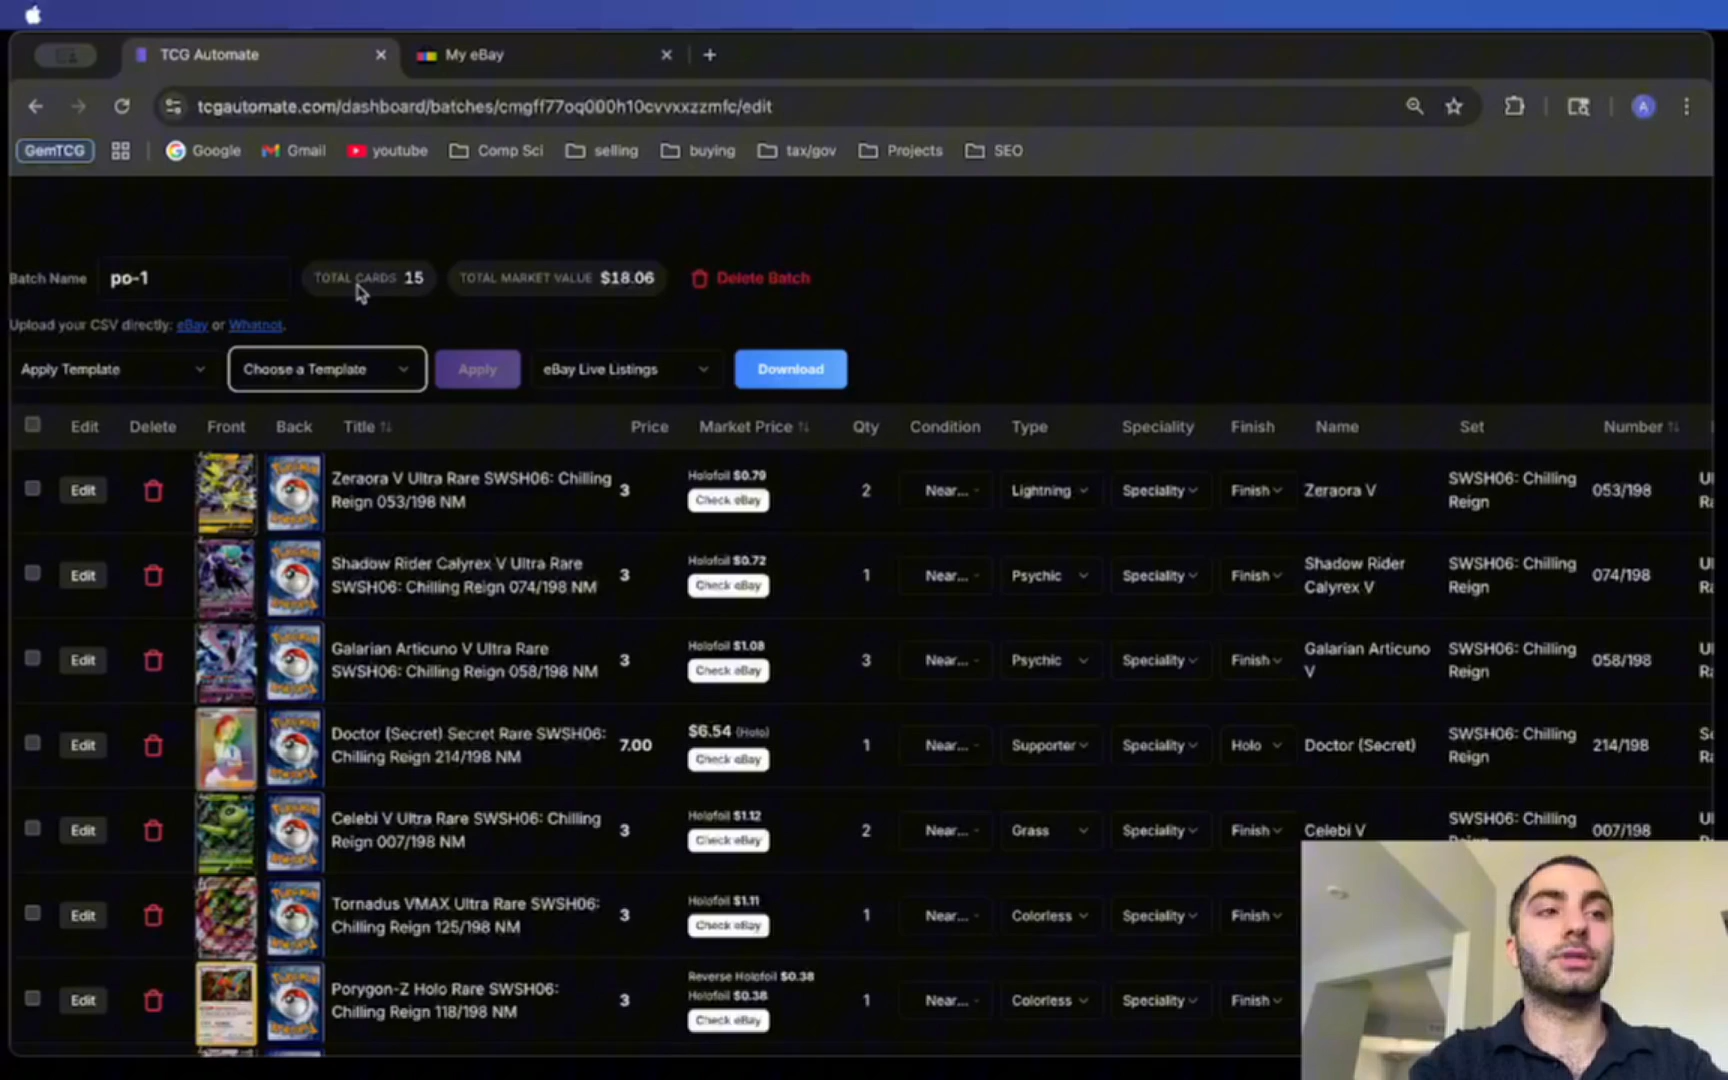 TCG Automate
My eBay
tcgautomate.com/dashboard/batches/cmgff77oq000h10cvvxxzzmfc/edit
A
GemTCG
Google
Gmail
youtube
Comp Sci
selling
buying
tax/gov
Projects
SEO
Batch Name
po-1
TOTAL CARDS 15
TOTAL MARKET VALUE $18.06
Delete Batch
Upload your CSV directly: eBay or Whatnot.
Apply Template
Choose a Template
Apply
eBay Live Listings
Download
Edit Delete Front Back Title Price Market Price Qty Condition Type Speciality Finish Name Set Number
Edit
Zeraora V Ultra Rare SWSH06: Chilling
Reign 053/198 NM
3
Holofoil $0.79
Check eBay
2
Near...
Lightning
Speciality
Finish
Zeraora V
SWSH06: Chilling
Reign
053/198
Edit
Shadow Rider Calyrex V Ultra Rare
SWSH06: Chilling Reign 074/198 NM
3
Holofoil $0.72
Check eBay
1
Near...
Psychic
Speciality
Finish
Shadow Rider
Calyrex V
SWSH06: Chilling
Reign
074/198
Edit
Galarian Articuno V Ultra Rare
SWSH06: Chilling Reign 058/198 NM
3
Holofoil $1.08
Check eBay
3
Near...
Psychic
Speciality
Finish
Galarian Articuno
V
SWSH06: Chilling
Reign
058/198
Edit
Doctor (Secret) Secret Rare SWSH06:
Chilling Reign 214/198 NM
7.00
$6.54 (Holo)
Check eBay
1
Near...
Supporter
Speciality
Holo
Doctor (Secret)
SWSH06: Chilling
Reign
214/198
Edit
Celebi V Ultra Rare SWSH06: Chilling
Reign 007/198 NM
3
Holofoil $1.12
Check eBay
2
Near...
Grass
Speciality
Finish
Celebi V
SWSH06: Chilling
007/198
Edit
Tornadus VMAX Ultra Rare SWSH06:
Chilling Reign 125/198 NM
3
Holofoil $1.11
Check eBay
1
Near...
Colorless
Speciality
Finish
Edit
Porygon-Z Holo Rare SWSH06:
Chilling Reign 118/198 NM
3
Reverse Holofoil $0.38
Holofoil $0.38
Check eBay
1
Near...
Colorless
Speciality
Finish